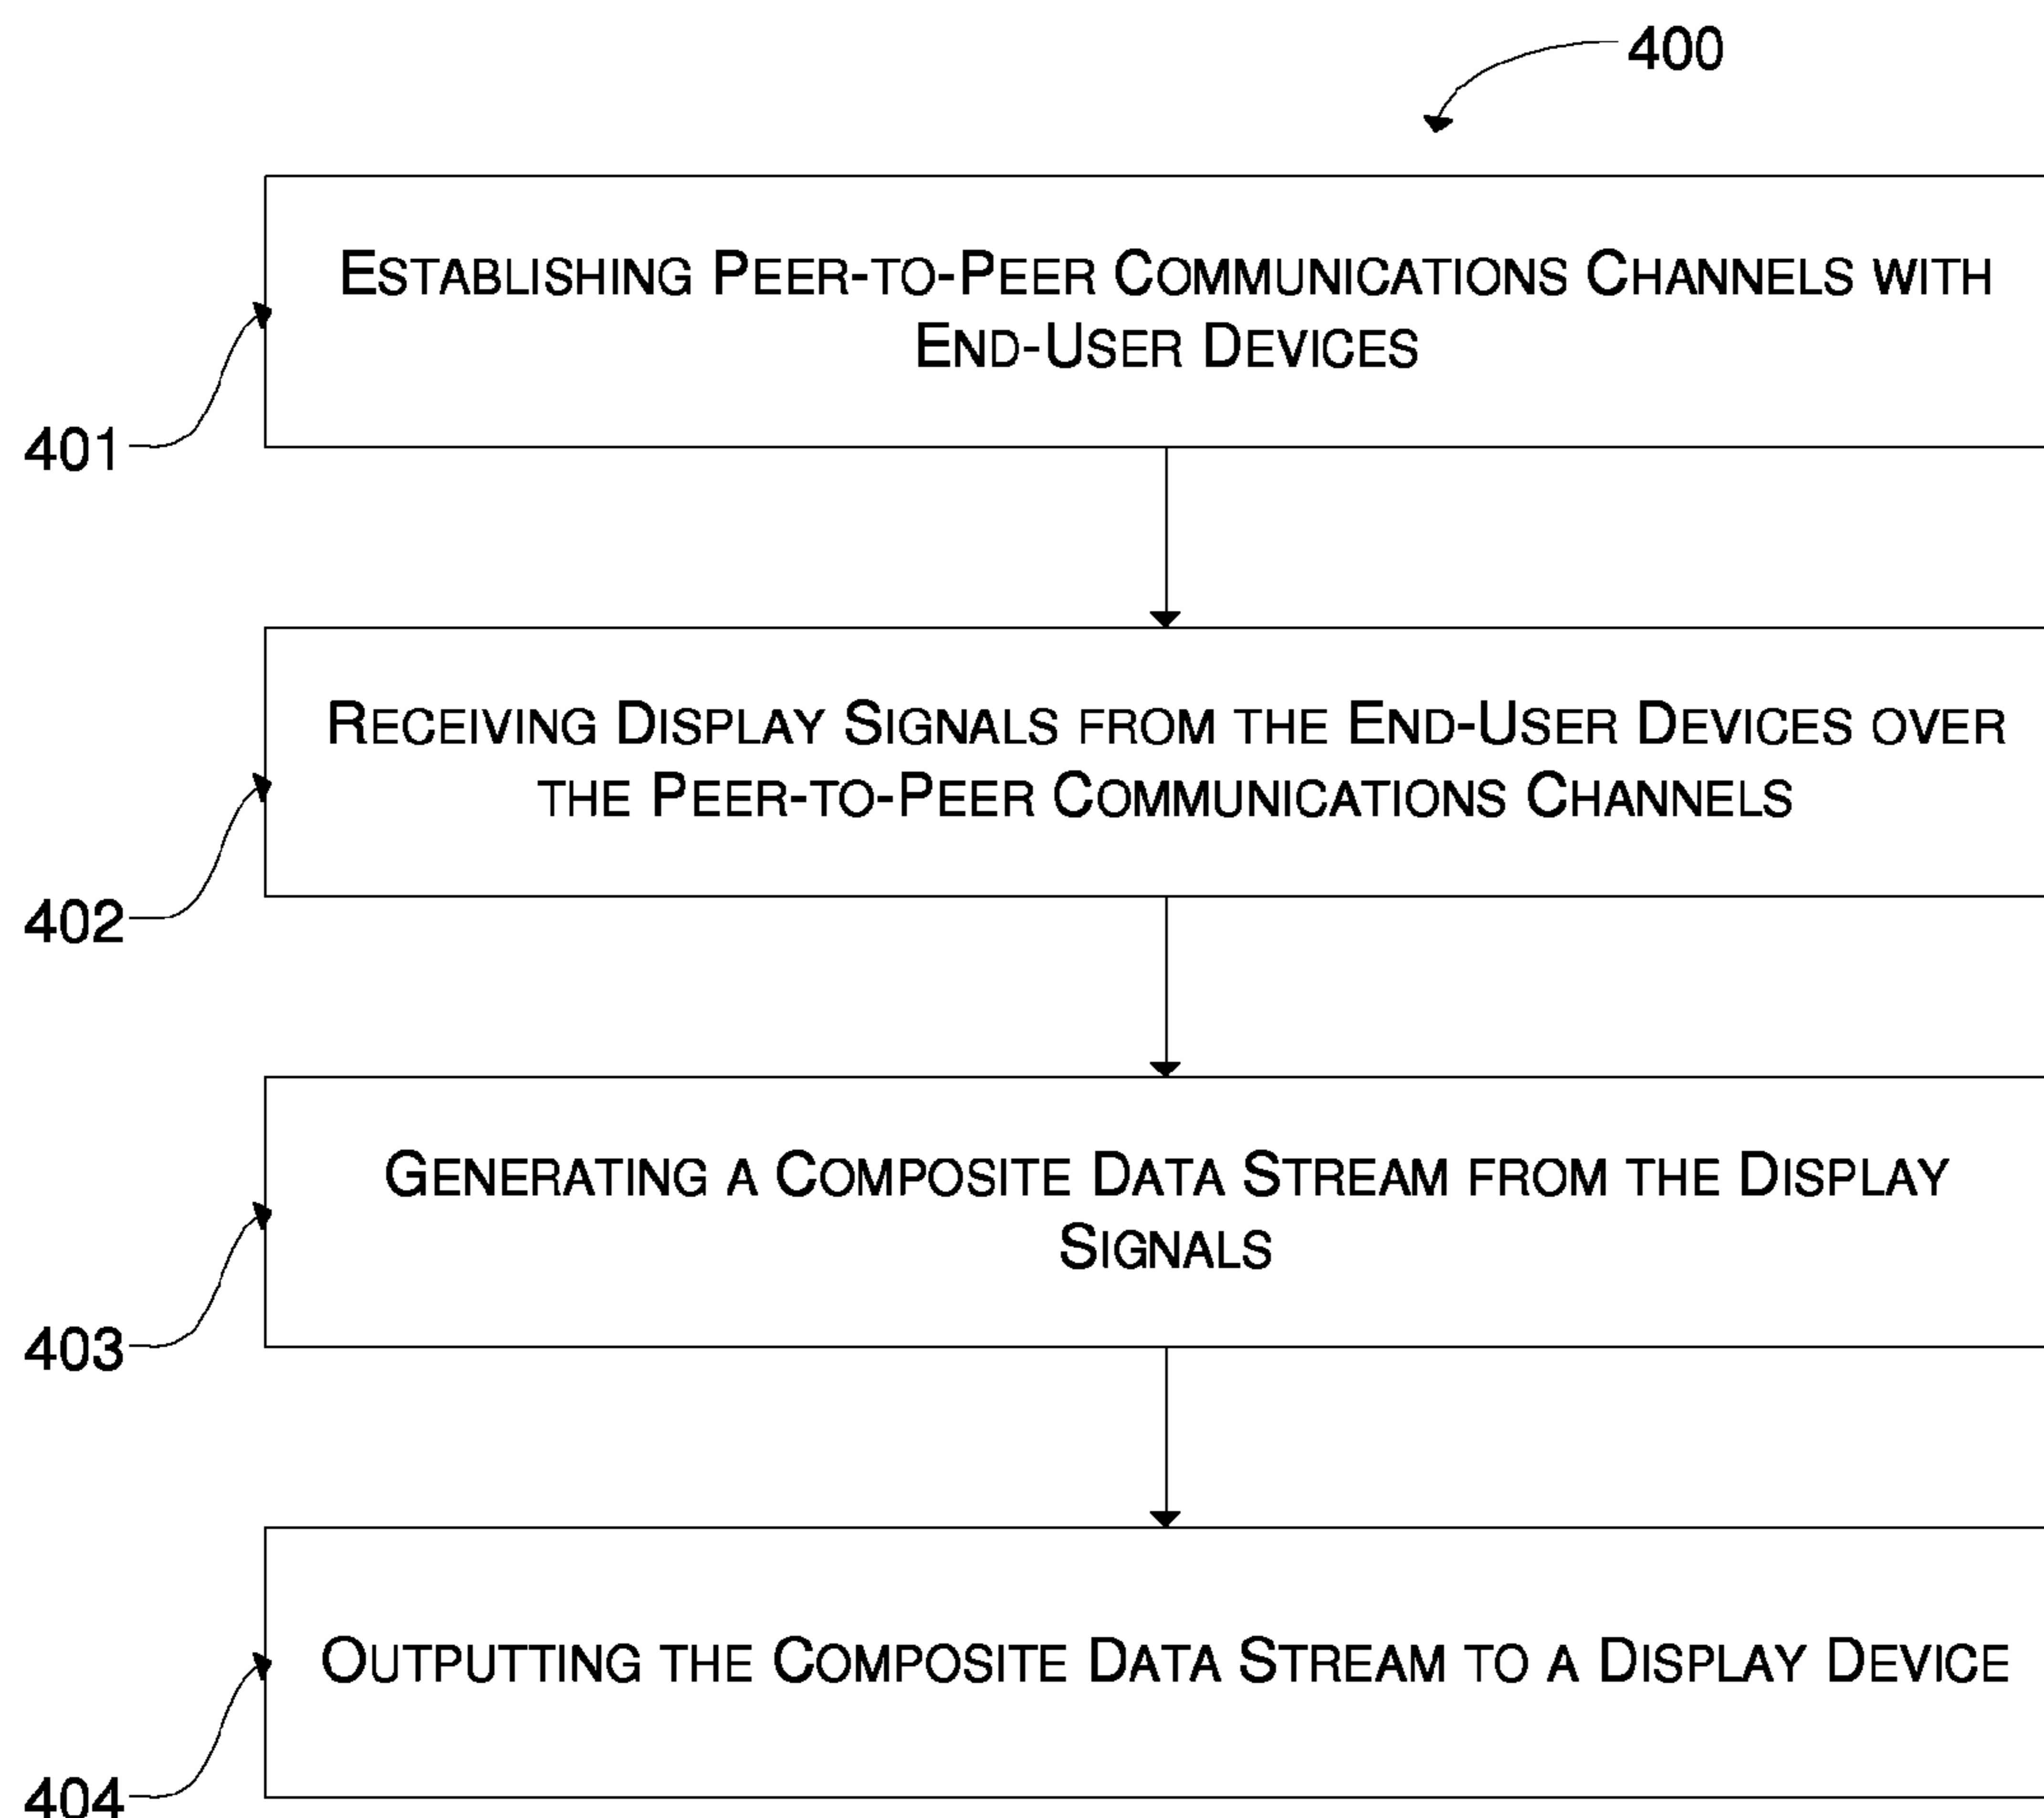 400
ESTABLISHING PEER-TO-PEER COMMUNICATIONS CHANNELS WITH
END-USER DEVICES
401
RECEIVING DISPLAY SIGNALS FROM THE END-USER DEVICES OVER
THE PEER-TO-PEER COMMUNICATIONS CHANNELS
402
GENERATING A COMPOSITE DATA STREAM FROM THE DISPLAY
SIGNALS
403
OUTPUTTING THE COMPOSITE DATA STREAM TO A DISPLAY DEVICE
404